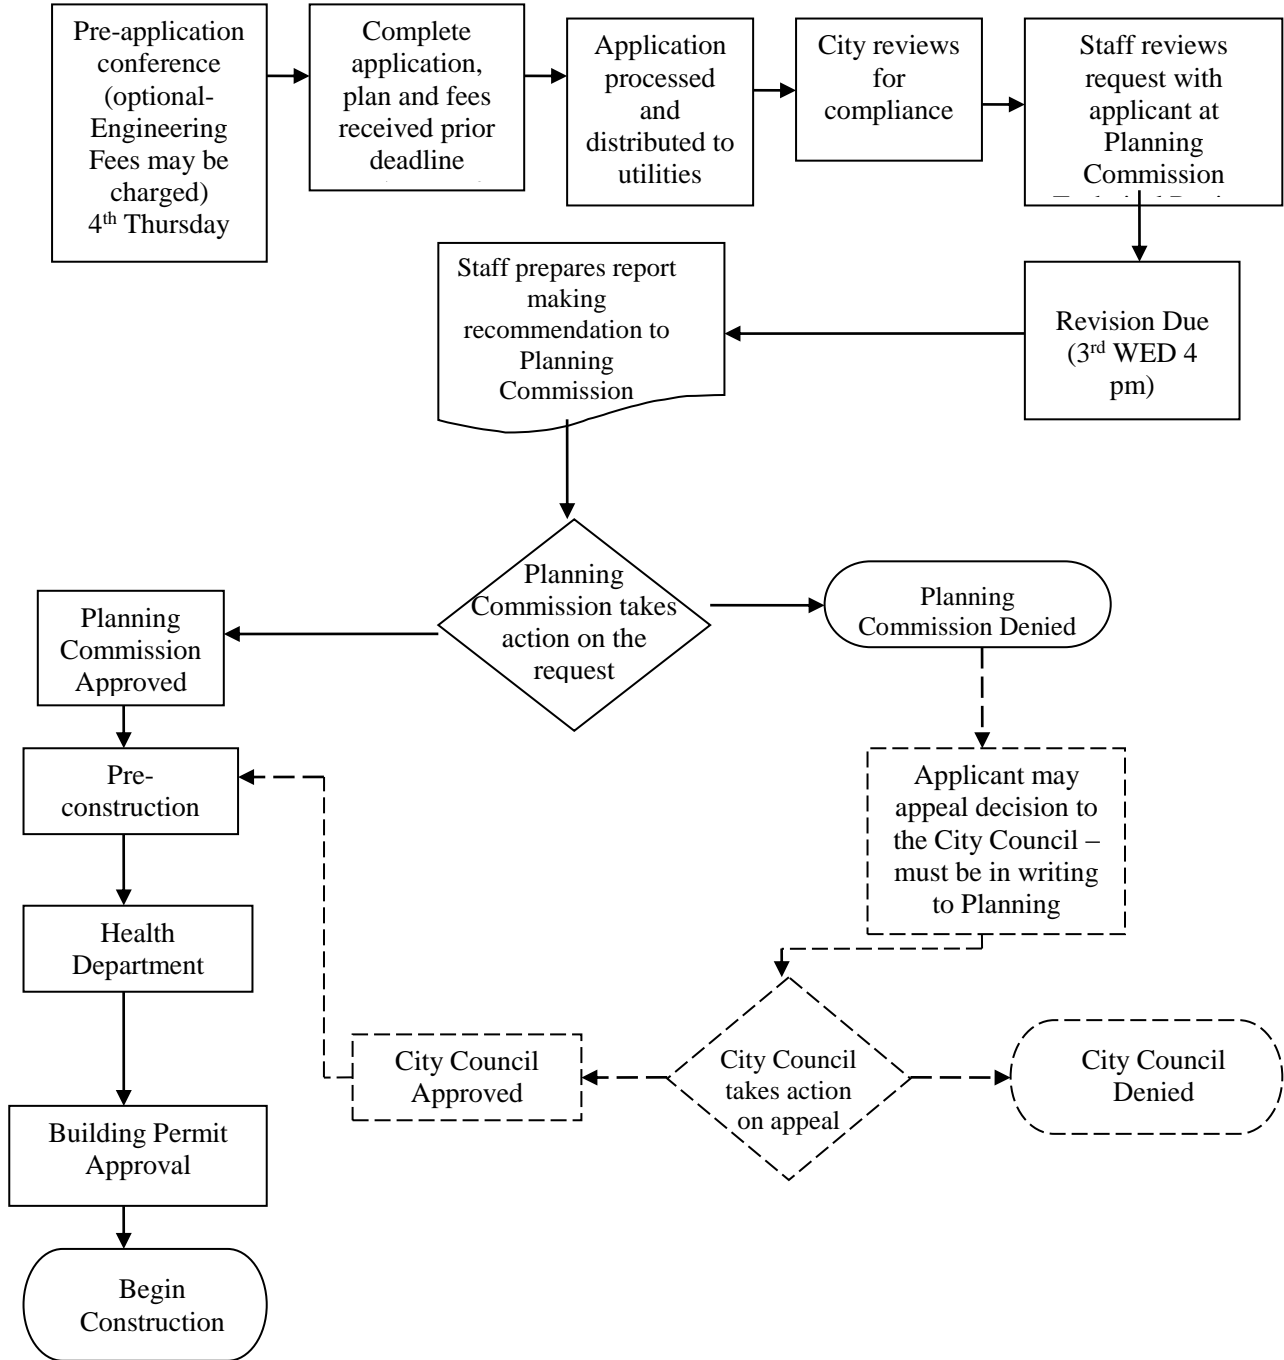 Pre-application
conference
(optional-
Engineering
Fees may be
charged)
4th Thursday
Complete
application,
plan and fees
received prior
deadline
Application
processed
and
distributed to
utilities
City reviews
for
compliance
Staff reviews
request with
applicant at
Planning
Commission
Revision Due
(3rd WED 4
pm)
Staff prepares report
making
recommendation to
Planning
Commission
Planning
Commission takes
action on the
request
Planning
Commission Approved
Planning
Commission Denied
Pre-
construction
Applicant may
appeal decision to
the City Council –
must be in writing
to Planning
Health
Department
City Council
takes action
on appeal
City Council
Approved
City Council
Denied
Building Permit
Approval
Begin
Construction